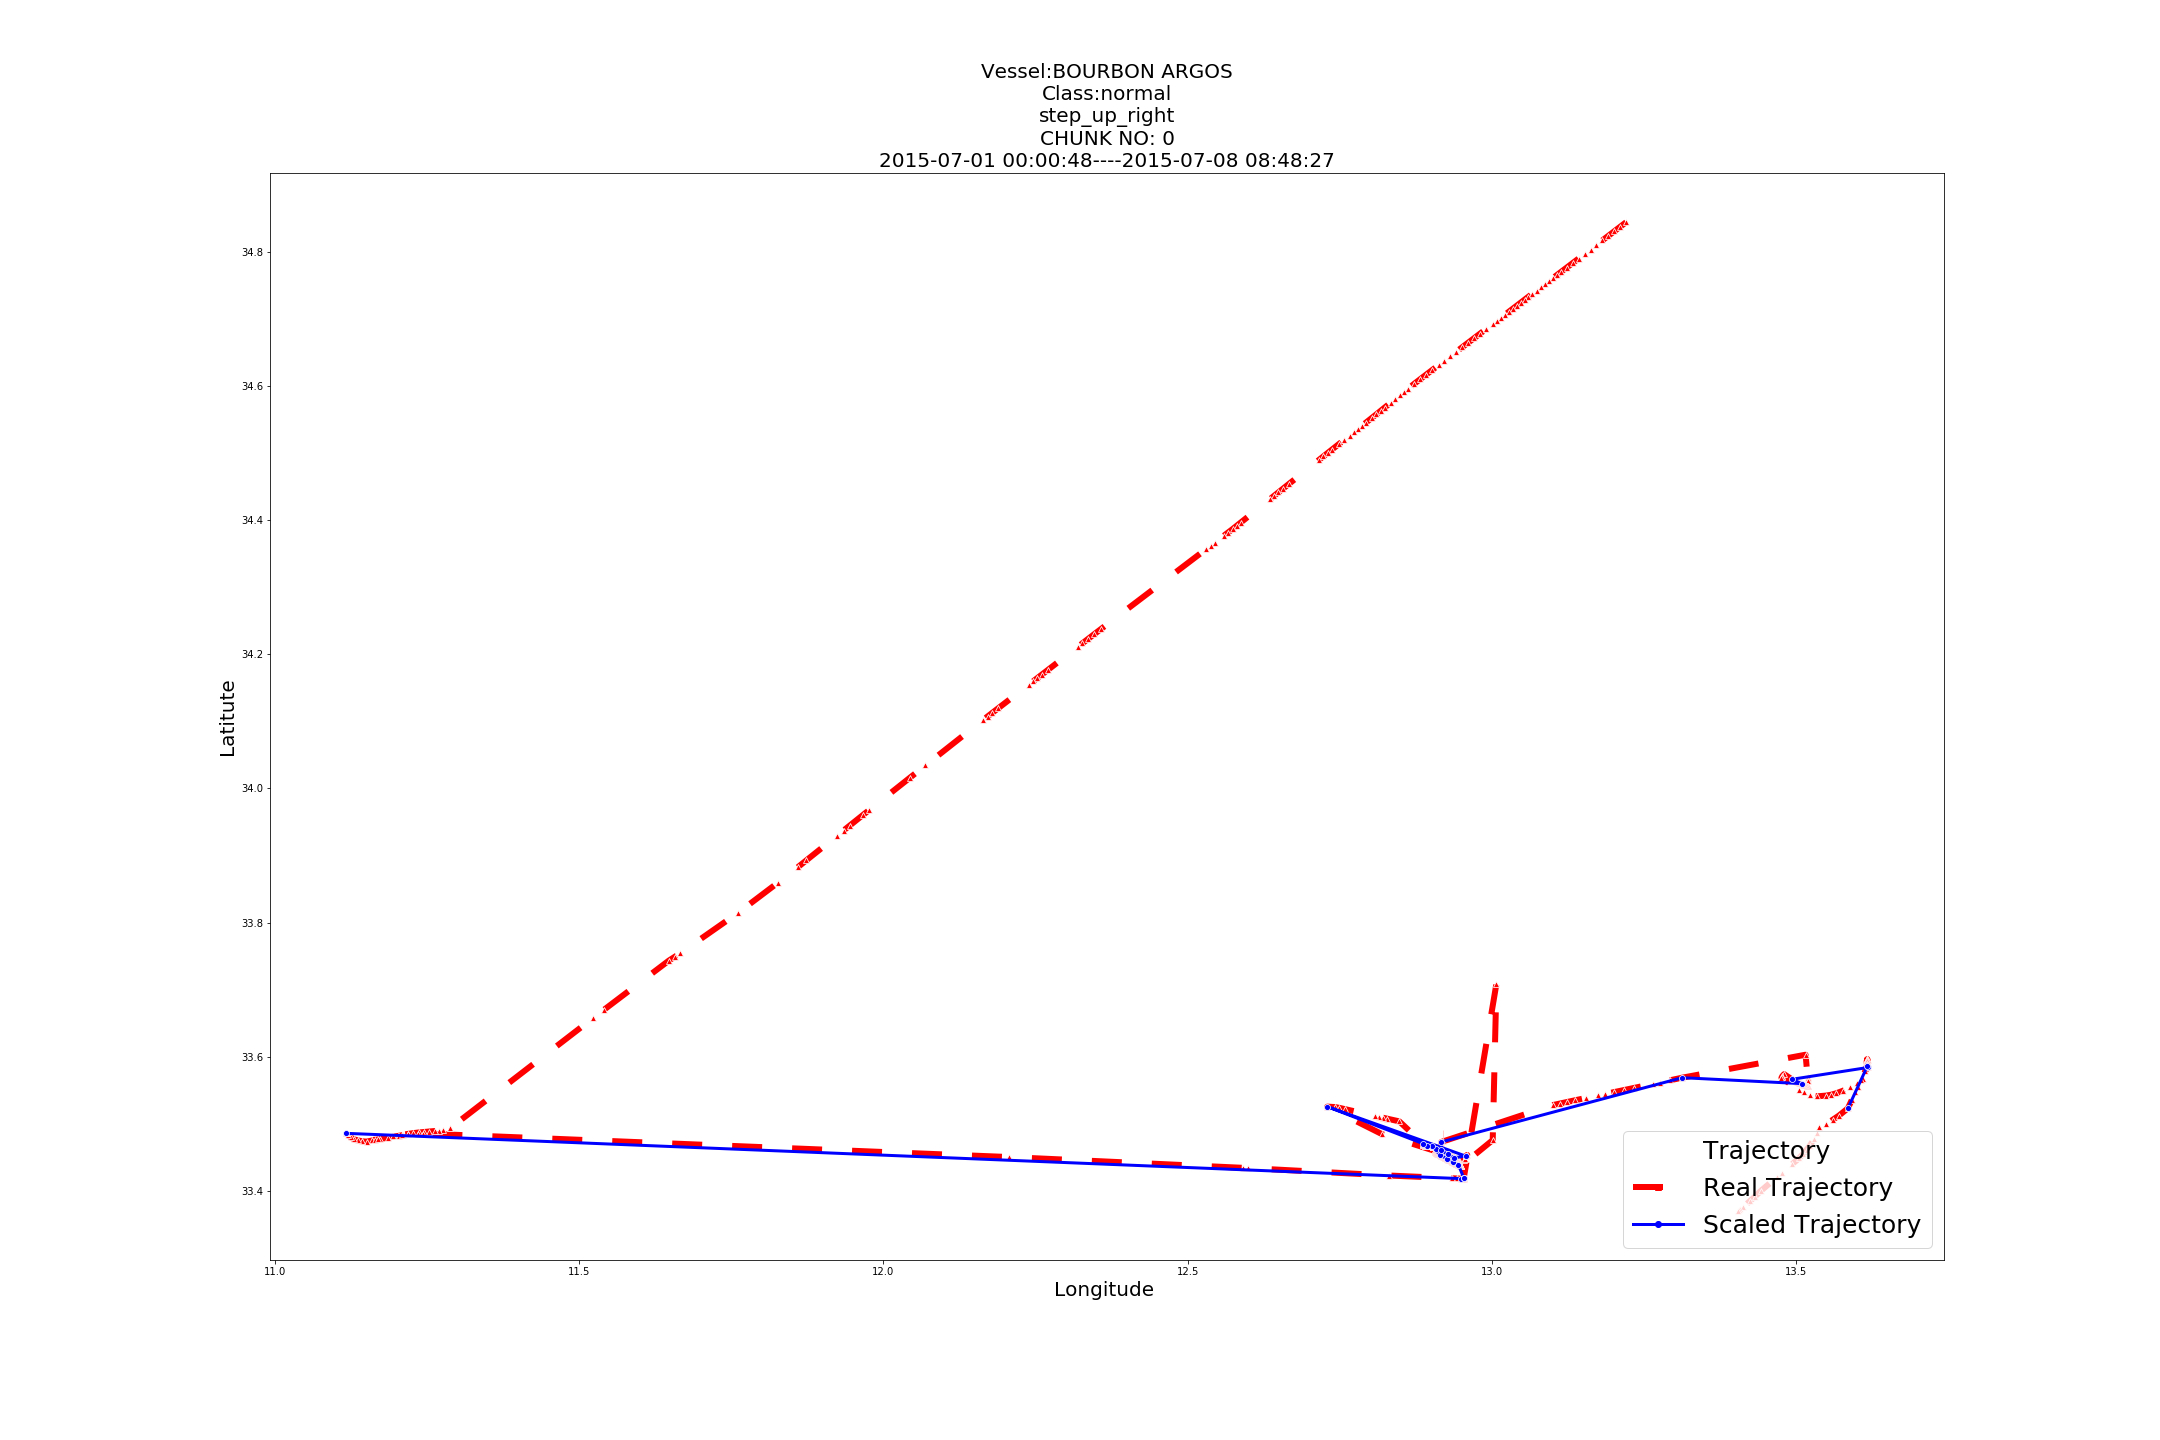 Vessel:BOURBON ARGOS
Class:normal
step_up_right
CHUNK NO: 0
2015-07-01 00:00:48----2015-07-08 08:48:27
Latitute
34.8
34.6
34.4
34.2
34.0
33.8
33.6
33.4
11.0 11.5 12.0 12.5 13.0 13.5
Longitude
Trajectory
Real Trajectory
Scaled Trajectory